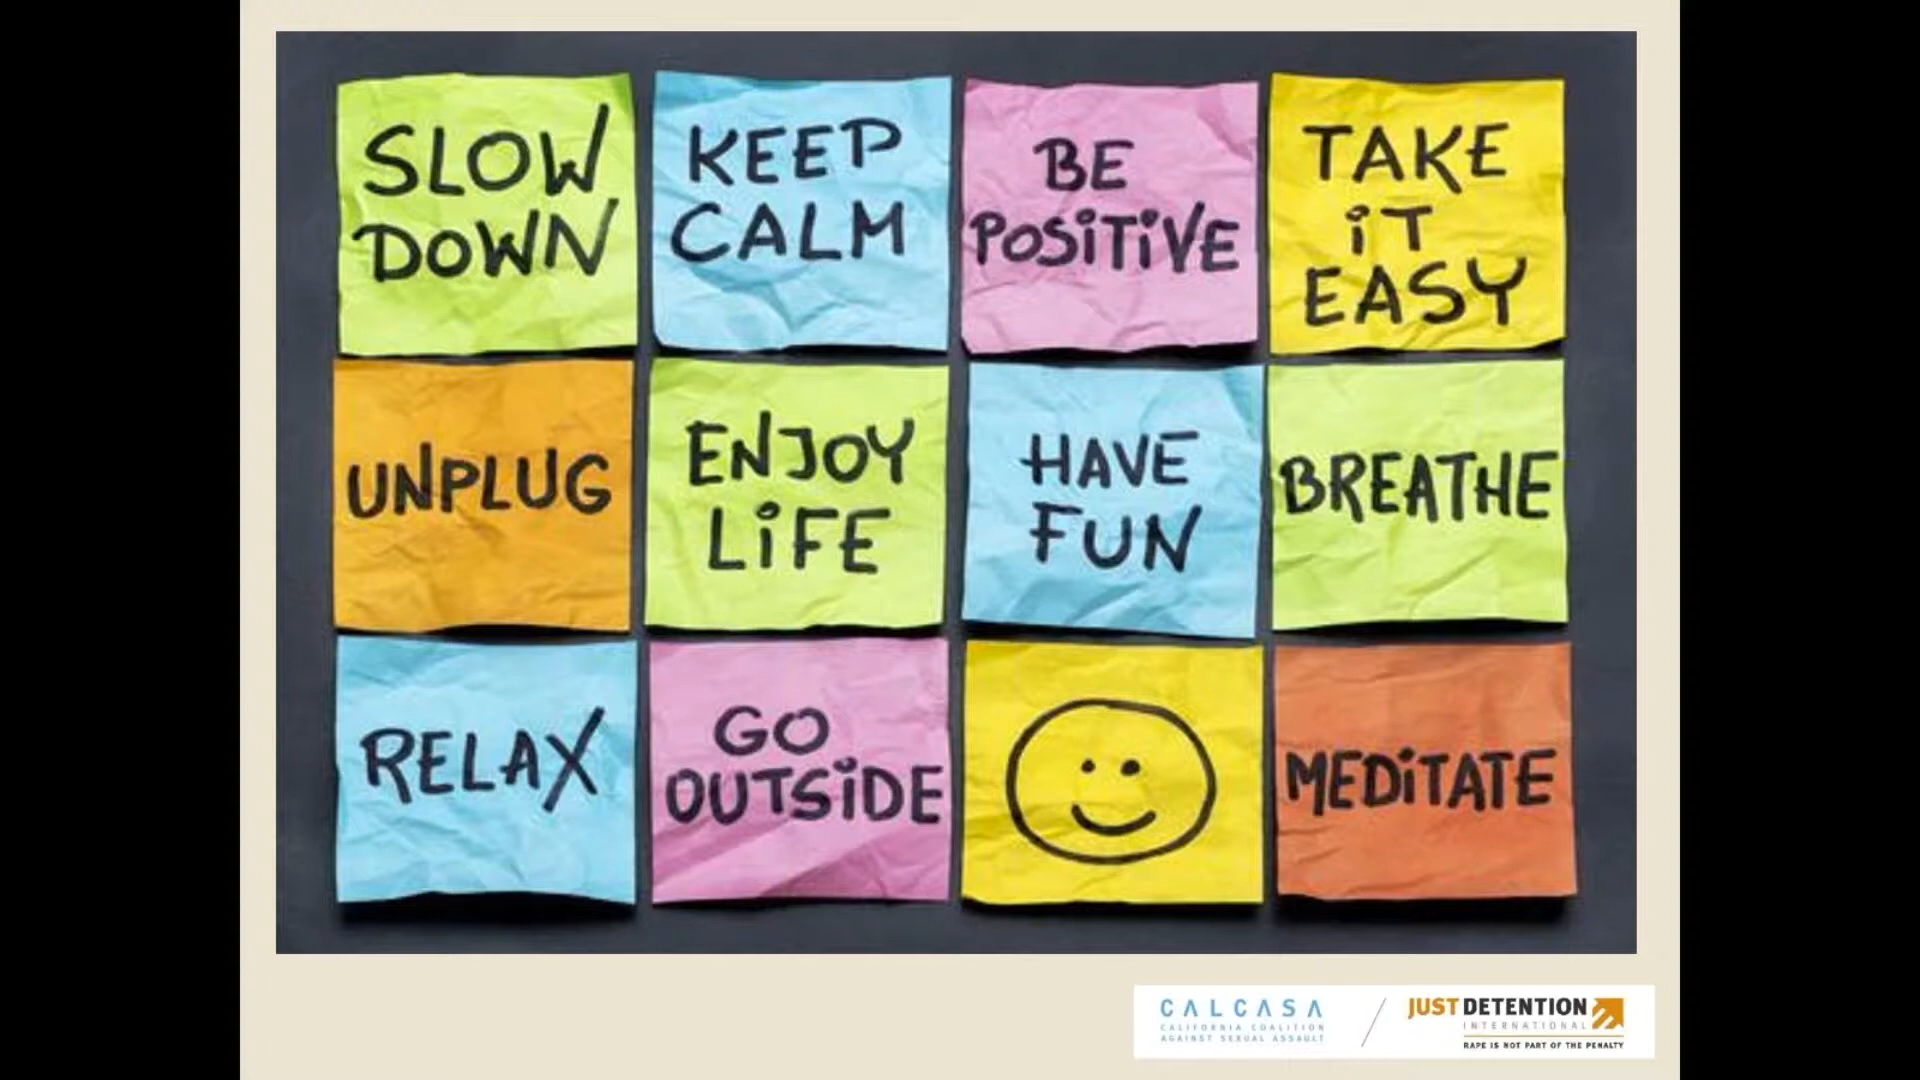 SLOW
DOWN
KEEP
CALM
BE
POSiTiVE
TAKE
iT
EASY
UNPLUG
ENJOY
LiFE
HAVE
FUN
BREATHE
RELAX
GO
OUTSiDE
MEDiTATE
CALCASA
CALIFORNIA COALITION
AGAINST SEXUAL ASSAULT
JUST DETENTION
INTERNATIONAL
RAPE IS NOT PART OF THE PENALTY